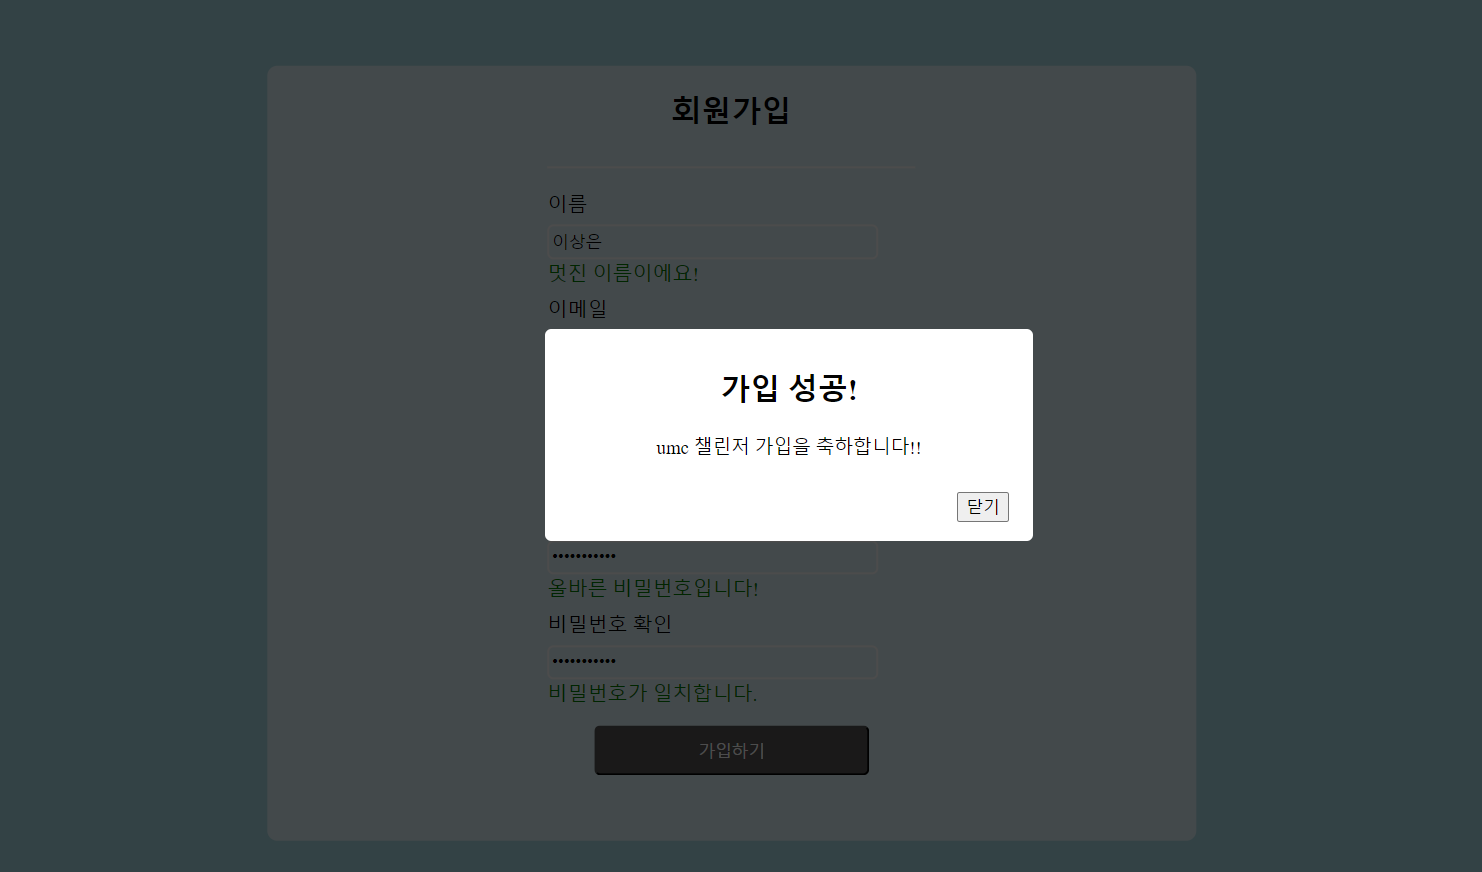 회원가입
이름
이상은
멋진 이름이에요!
이메일
가입 성공!
umc 챌린저 가입을 축하합니다!!
닫기
•••••••••••
올바른 비밀번호입니다!
비밀번호 확인
•••••••••••
비밀번호가 일치합니다.
가입하기